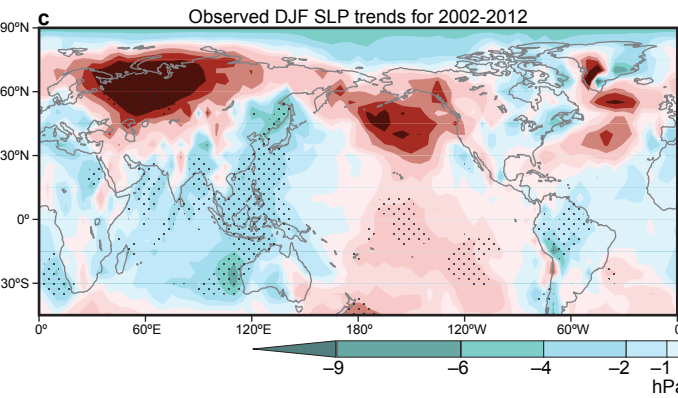 c Observed DJF SLP trends for 2002-2012
90ºN
60ºN
30ºN
0º
30ºS
0º 60ºE 120ºE 180º 120ºW 60ºW
–9 –6 –4 –2 –1
hPa